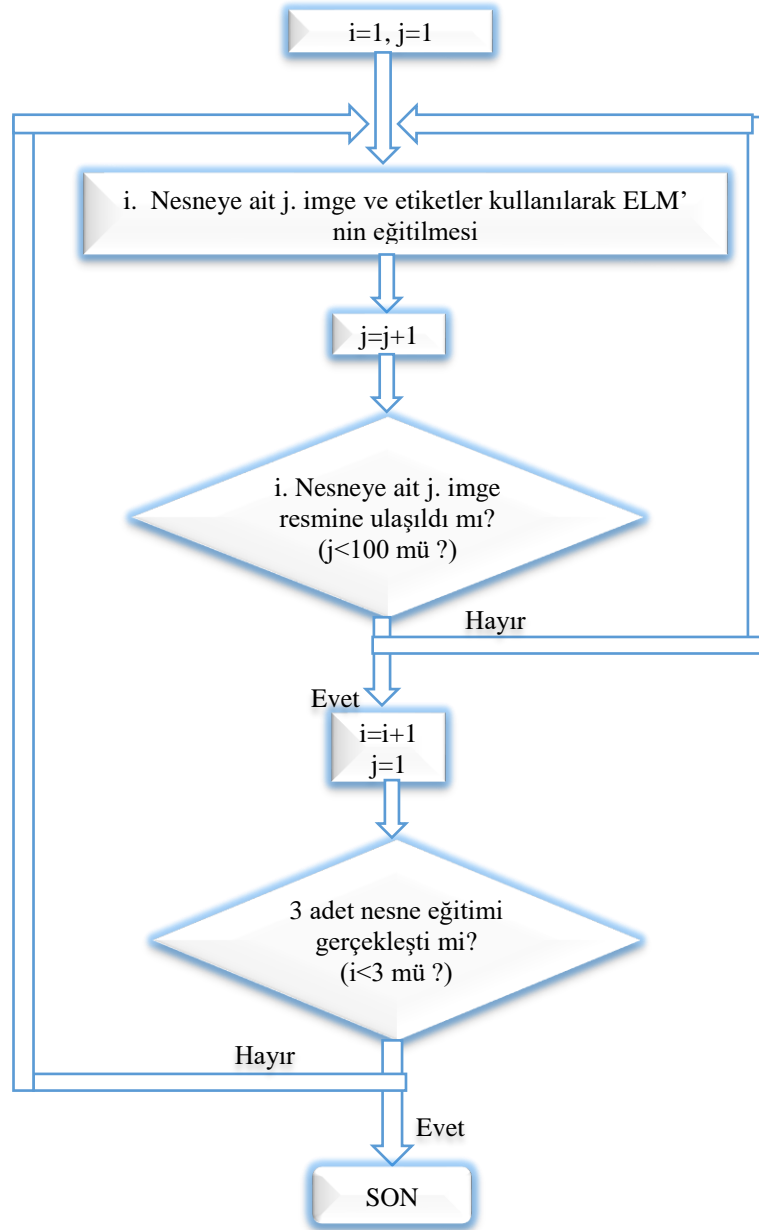 i=1, j=1
i. Nesneye ait j. imge ve etiketler kullanılarak ELM’
nin eğitilmesi
j=j+1
i. Nesneye ait j. imge
resmine ulaşıldı mı?
(j<100 mü ?)
Hayır
Evet
i=i+1
j=1
3 adet nesne eğitimi
gerçekleşti mi?
(i<3 mü ?)
Hayır
Evet
SON